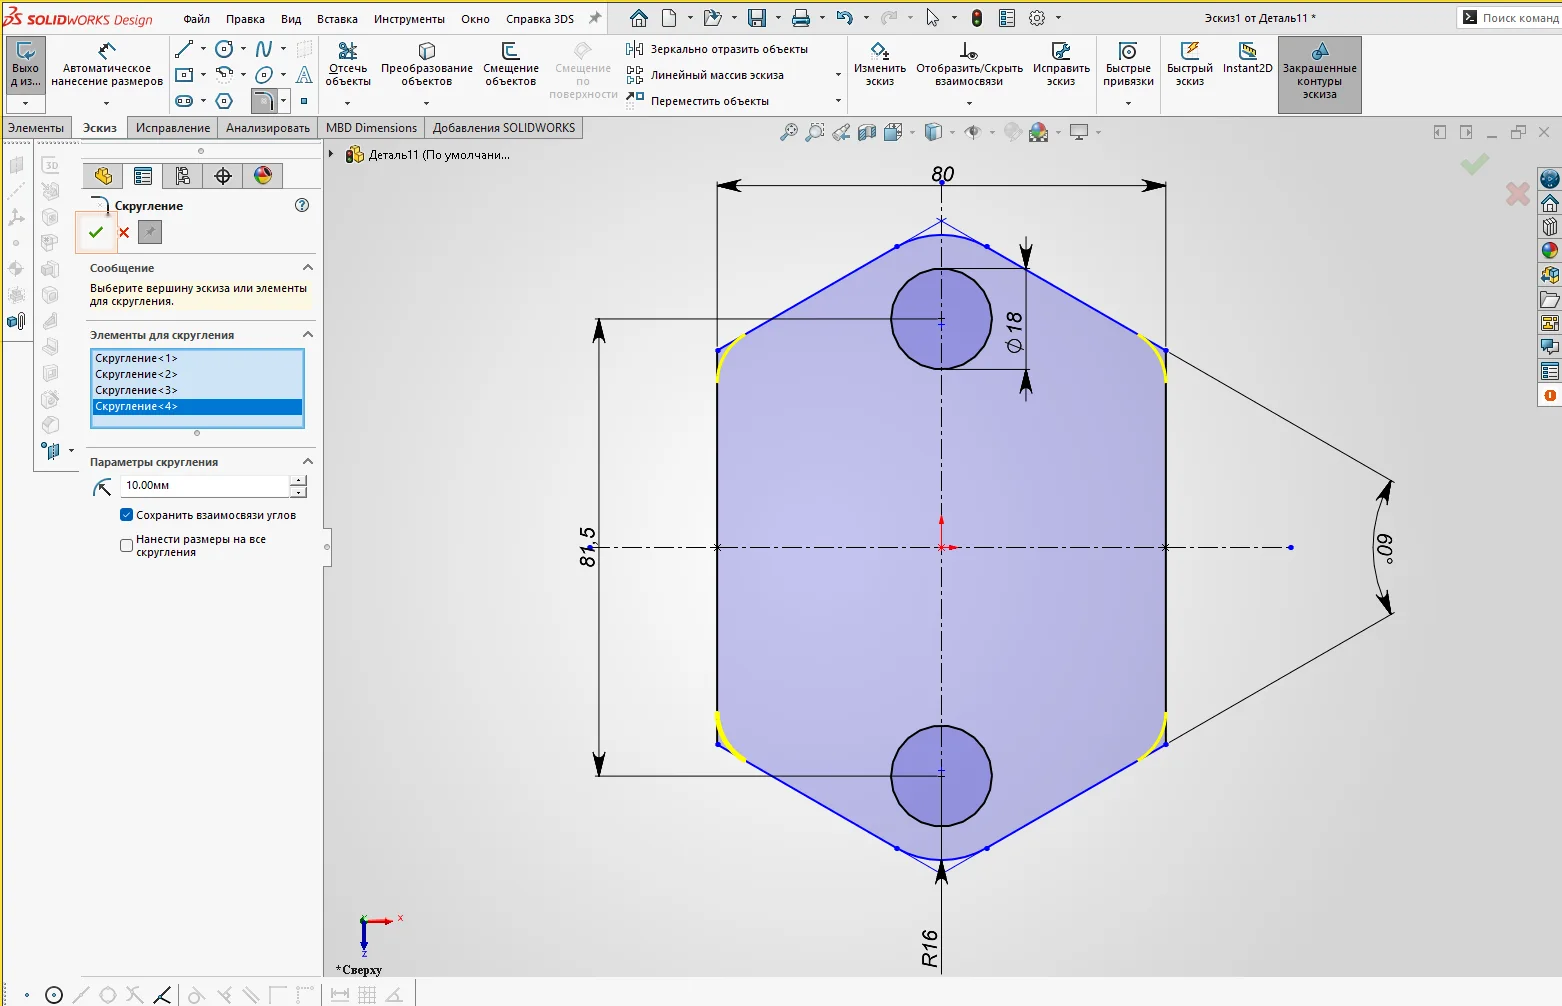 SOLIDWORKS Design
Файл Правка Вид Вставка Инструменты Окно Справка 3DS
Эскиз1 от Деталь11 *
Поиск команд
Выхо
д из...
Автоматическое
нанесение размеров
Отсечь
объекты
Преобразование
объектов
Смещение
объектов
Смещение
по
поверхности
Зеркально отразить объекты
Линейный массив эскиза
Переместить объекты
Изменить
эскиз
Отобразить/Скрыть
взаимосвязи
Исправить
эскиз
Быстрые
привязки
Быстрый
эскиз
Instant2D
Закрашенные
контуры
эскиза
Элементы Эскиз Исправление Анализировать MBD Dimensions Добавления SOLIDWORKS
3D
Деталь11 (По умолчани...
Скругление
Сообщение
Выберите вершину эскиза или элементы
для скругления.
Элементы для скругления
Скругление<1>
Скругление<2>
Скругление<3>
Скругление<4>
Параметры скругления
10.00мм
Сохранить взаимосвязи углов
Нанести размеры на все
скругления
80
∅18
81,5
60°
R16
X
Y
Z
*Сверху